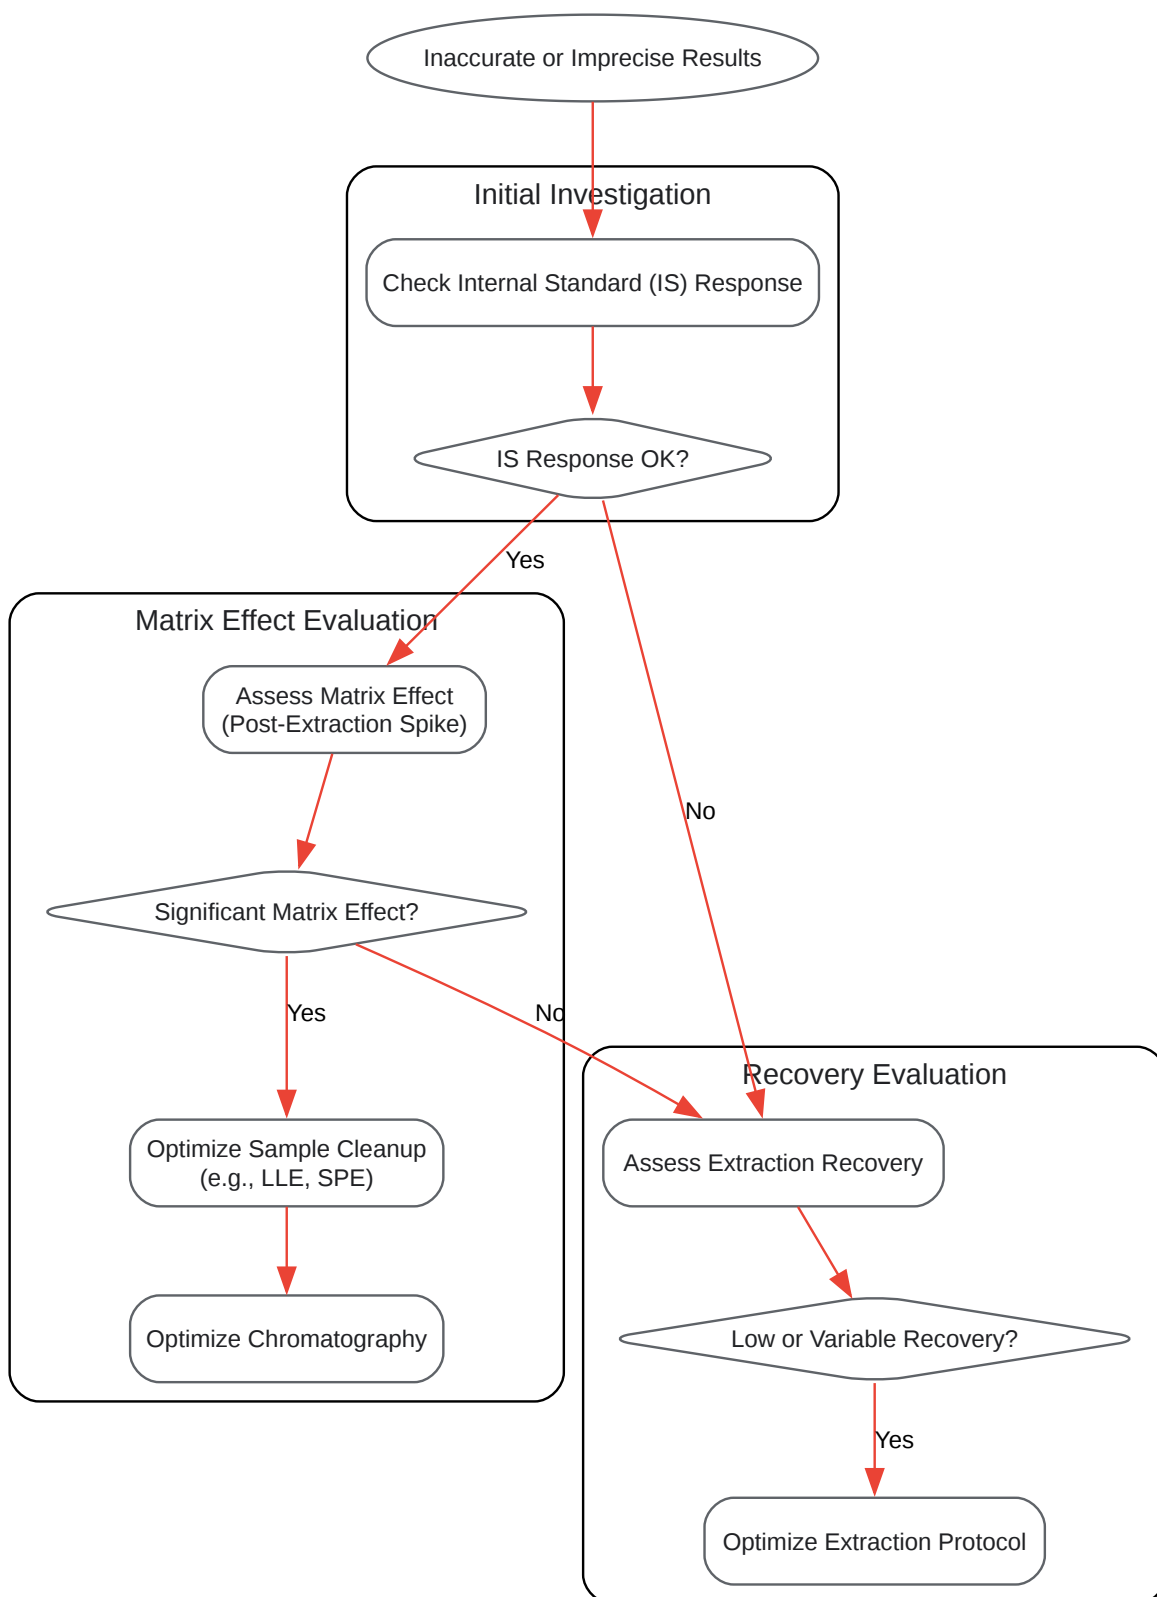 Inaccurate or Imprecise Results
Initial Investigation
Check Internal Standard (IS) Response
IS Response OK?
Yes
Matrix Effect Evaluation
Assess Matrix Effect
(Post-Extraction Spike)
No
Significant Matrix Effect?
Yes
No
Recovery Evaluation
Optimize Sample Cleanup
(e.g., LLE, SPE)
Assess Extraction Recovery
Optimize Chromatography
Low or Variable Recovery?
Yes
Optimize Extraction Protocol